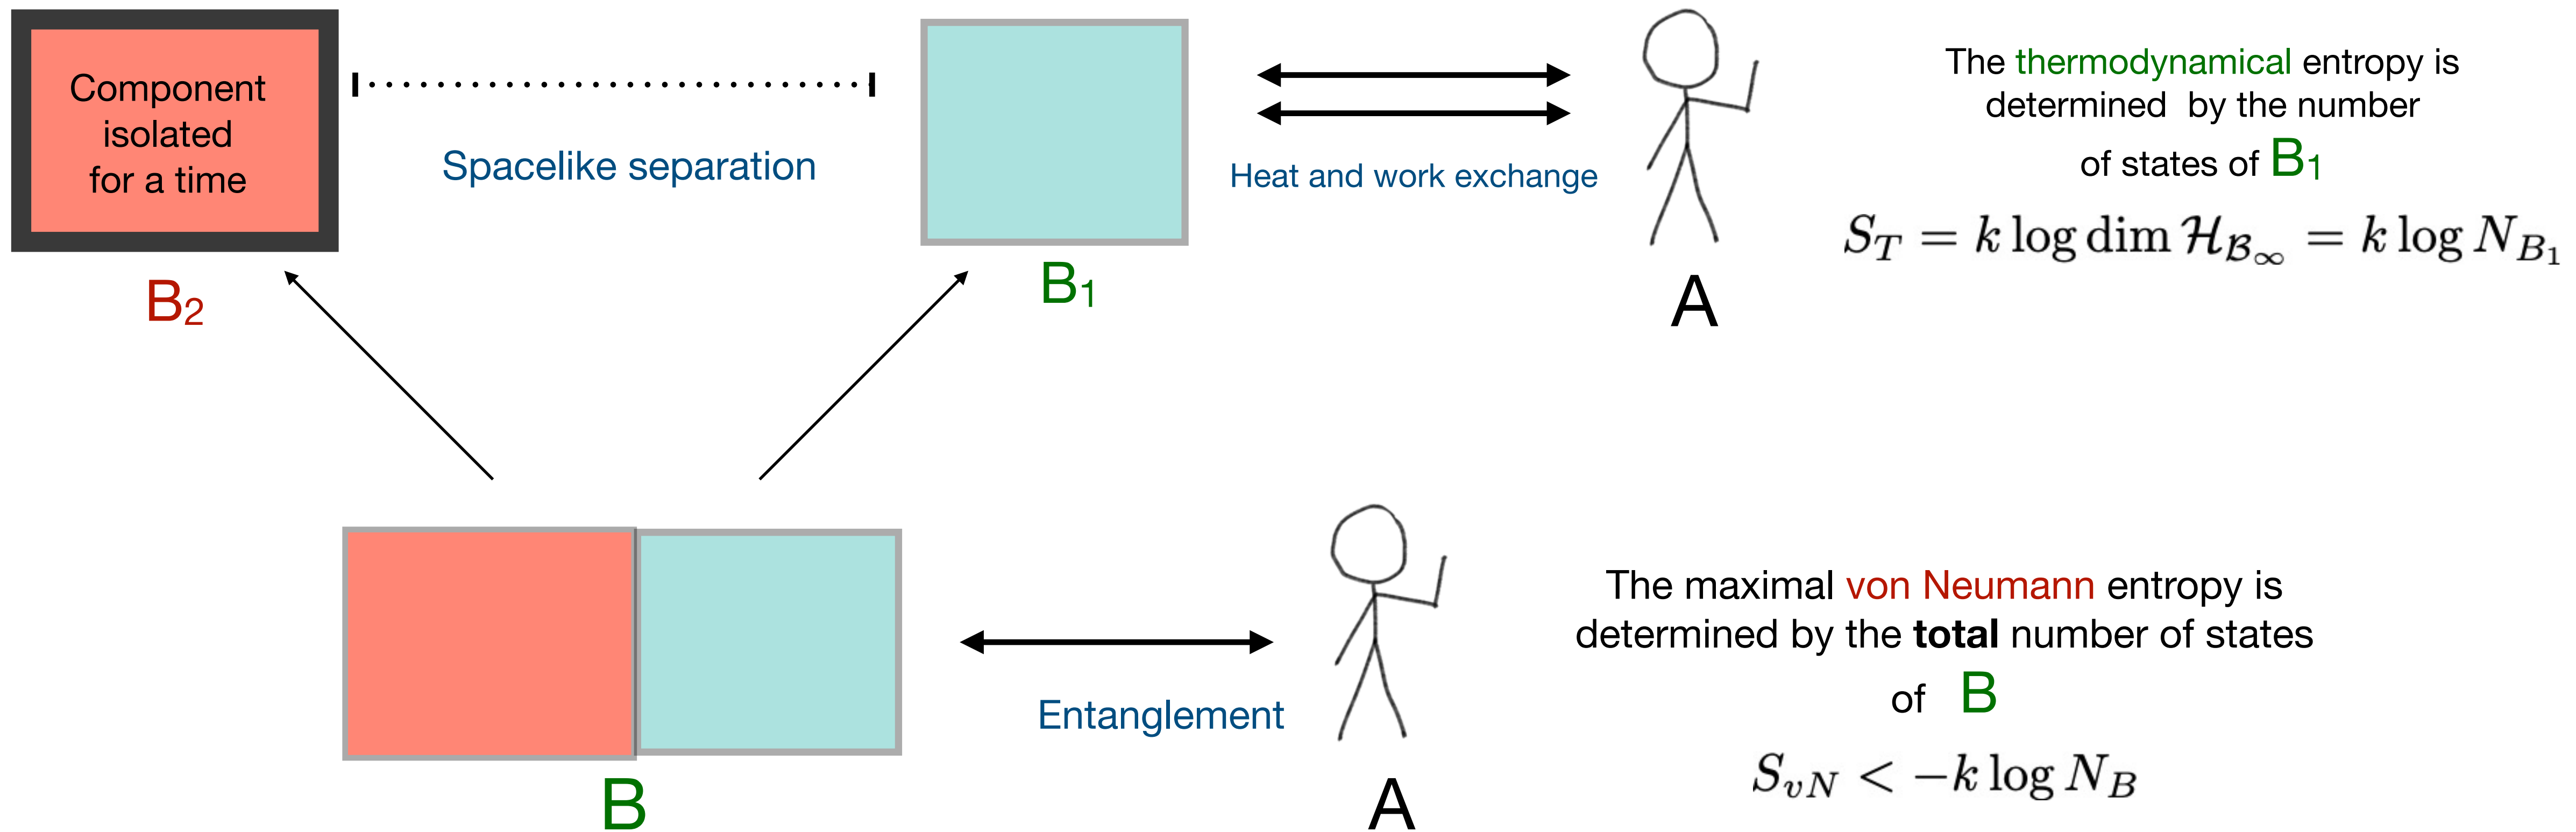 Component
isolated
for a time
B₂
Spacelike separation
B₁
Heat and work exchange
A
The thermodynamical entropy is
determined by the number
of states of B₁
S_T = k log dim ℋ_{ℬ_∞} = k log N_{B₁}
B
Entanglement
A
The maximal von Neumann entropy is
determined by the total number of states
of B
S_{vN} < −k log N_B